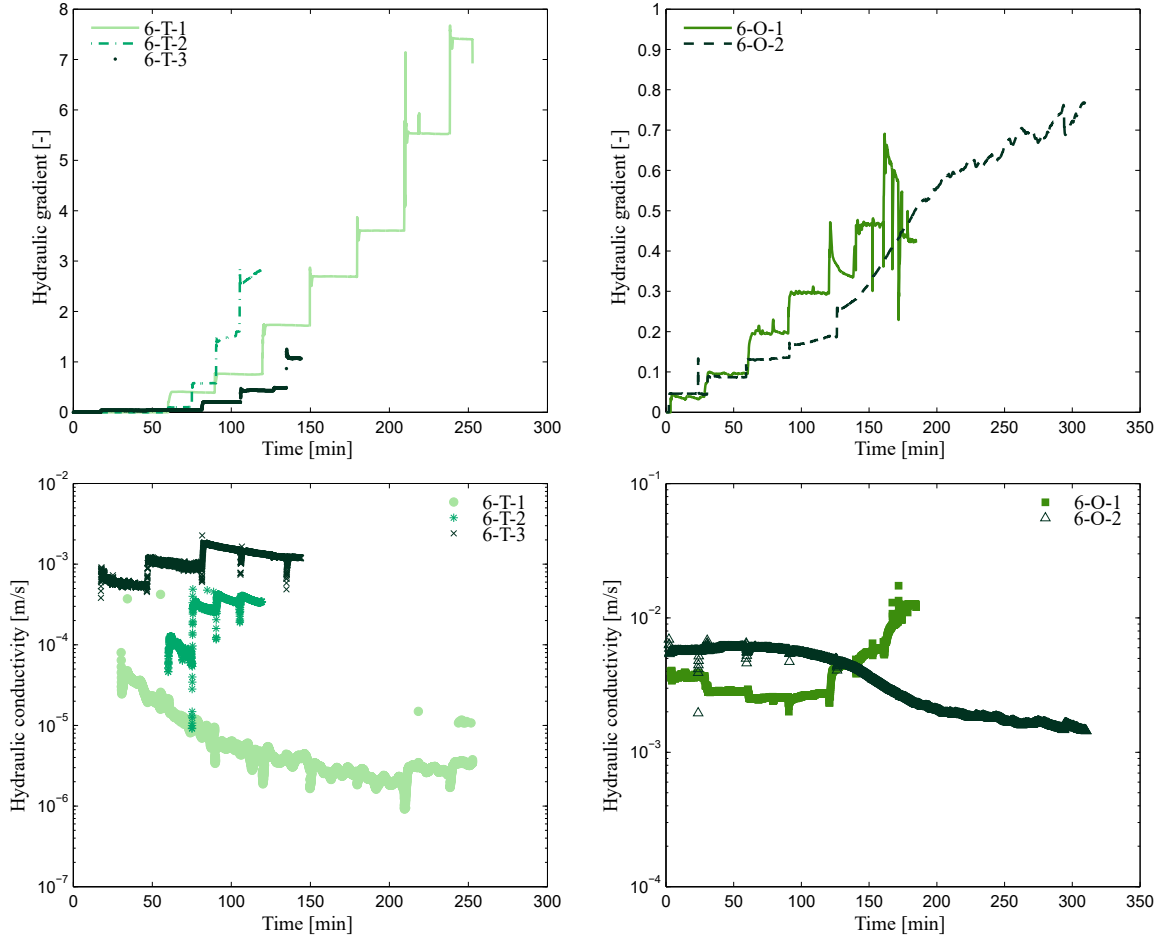 8
7
6
5
4
3
2
1
0
Hydraulic gradient [-]
6-T-1
6-T-2
6-T-3
0 50 100 150 200 250 300
Time [min]
1
0.9
0.8
0.7
0.6
0.5
0.4
0.3
0.2
0.1
0
Hydraulic gradient [-]
6-O-1
6-O-2
0 50 100 150 200 250 300 350
Time [min]
10⁻²
10⁻³
10⁻⁴
10⁻⁵
10⁻⁶
10⁻⁷
Hydraulic conductivity [m/s]
6-T-1
6-T-2
6-T-3
0 50 100 150 200 250 300
Time [min]
10⁻¹
10⁻²
10⁻³
10⁻⁴
Hydraulic conductivity [m/s]
6-O-1
6-O-2
0 50 100 150 200 250 300 350
Time [min]